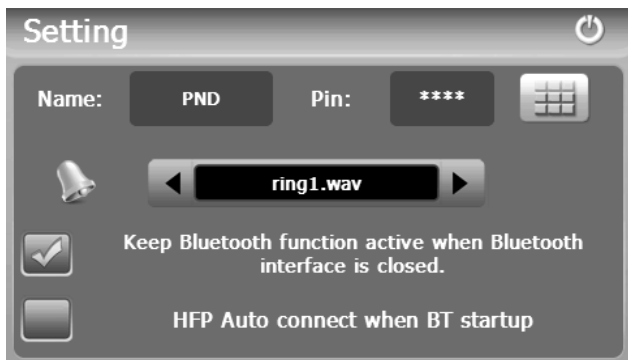 Setting
Name: PND Pin: ****
ring1.wav
Keep Bluetooth function active when Bluetooth
interface is closed.
HFP Auto connect when BT startup